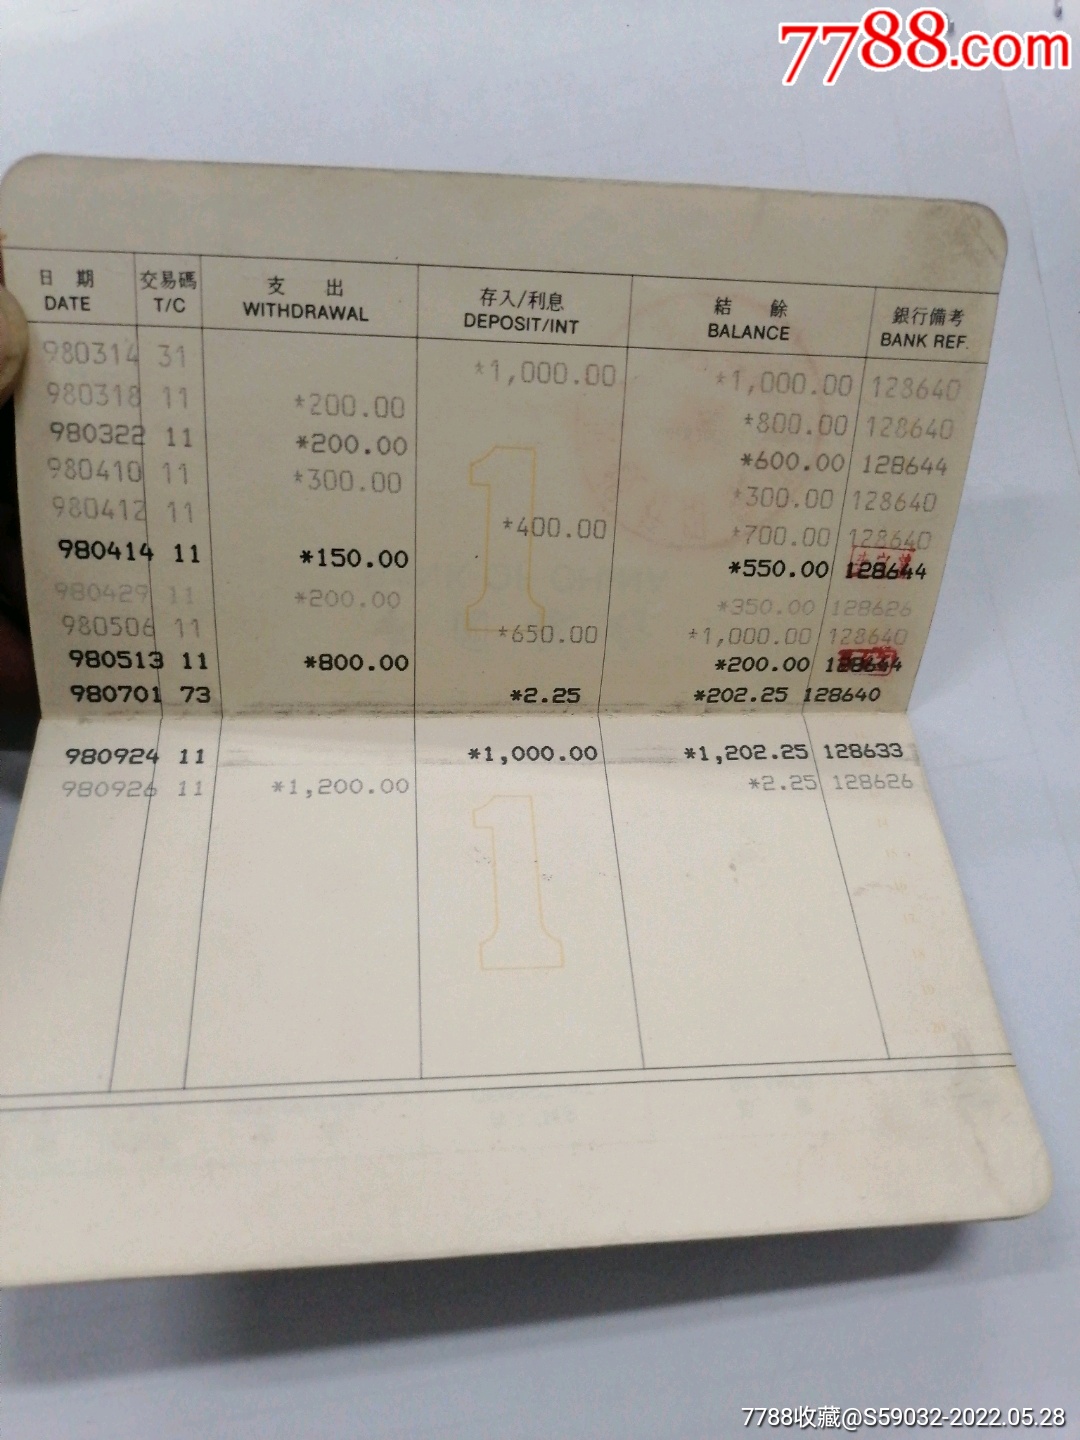 7788.com
日 期 交易碼 支 出 存入/利息 結 餘 銀行備考
DATE T/C WITHDRAWAL DEPOSIT/INT BALANCE BANK REF.
980314 31 *1,000.00 *1,000.00 128640
980318 11 *200.00 *800.00 128640
980322 11 *200.00 *600.00 128644
980410 11 *300.00 *300.00 128640
980412 11 *400.00 *700.00 128640
980414 11 *150.00 *550.00 128644
980429 11 *200.00 *350.00 128626
980506 11 *650.00 *1,000.00 128640
980513 11 *800.00 *200.00 128644
980701 73 *2.25 *202.25 128640
1
980924 11 *1,000.00 *1,202.25 128633
980926 11 *1,200.00 *2.25 128626
1
7788收藏@S59032-2022.05.28